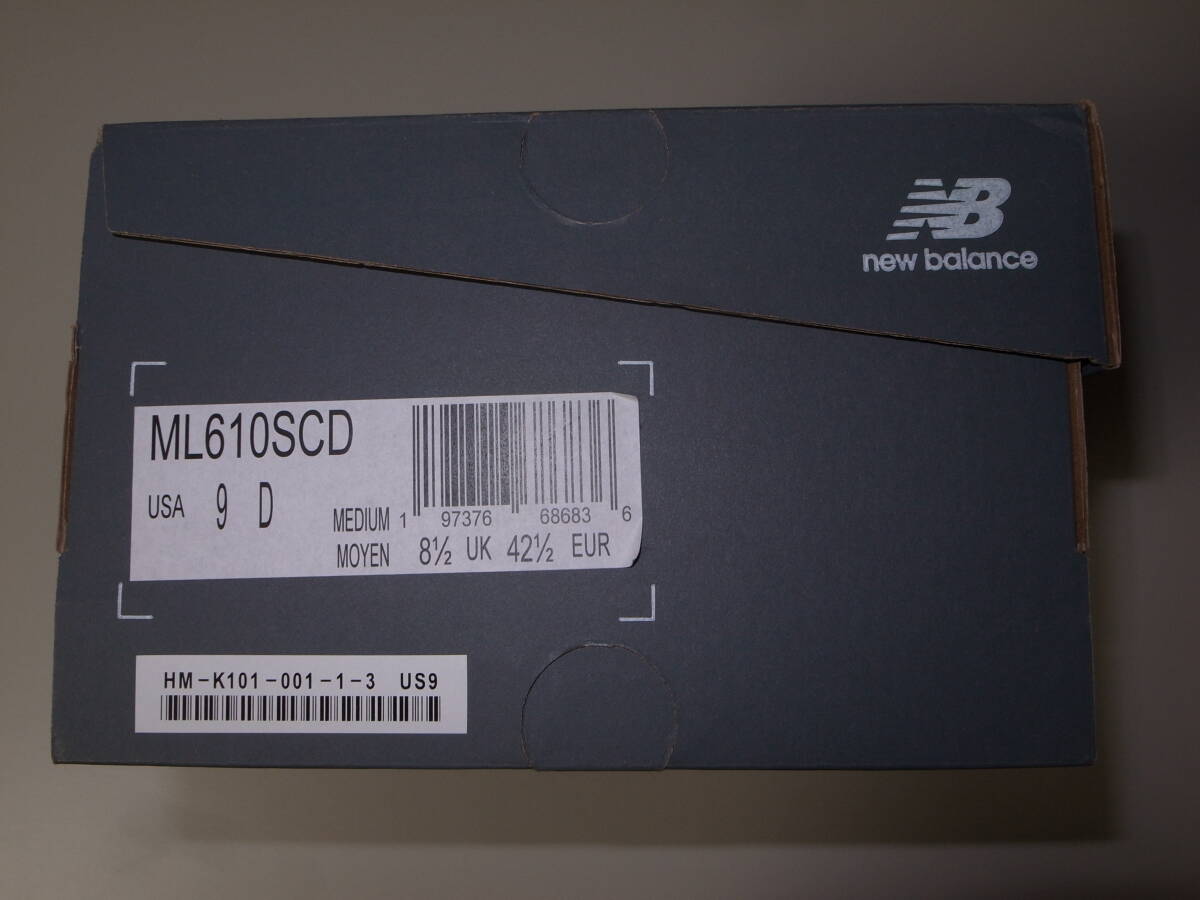 NB
new balance
ML610SCD
USA 9 D
MEDIUM
MOYEN
1 97376 68683 6
8½ UK 42½ EUR
HM-K101-001-1-3 US9